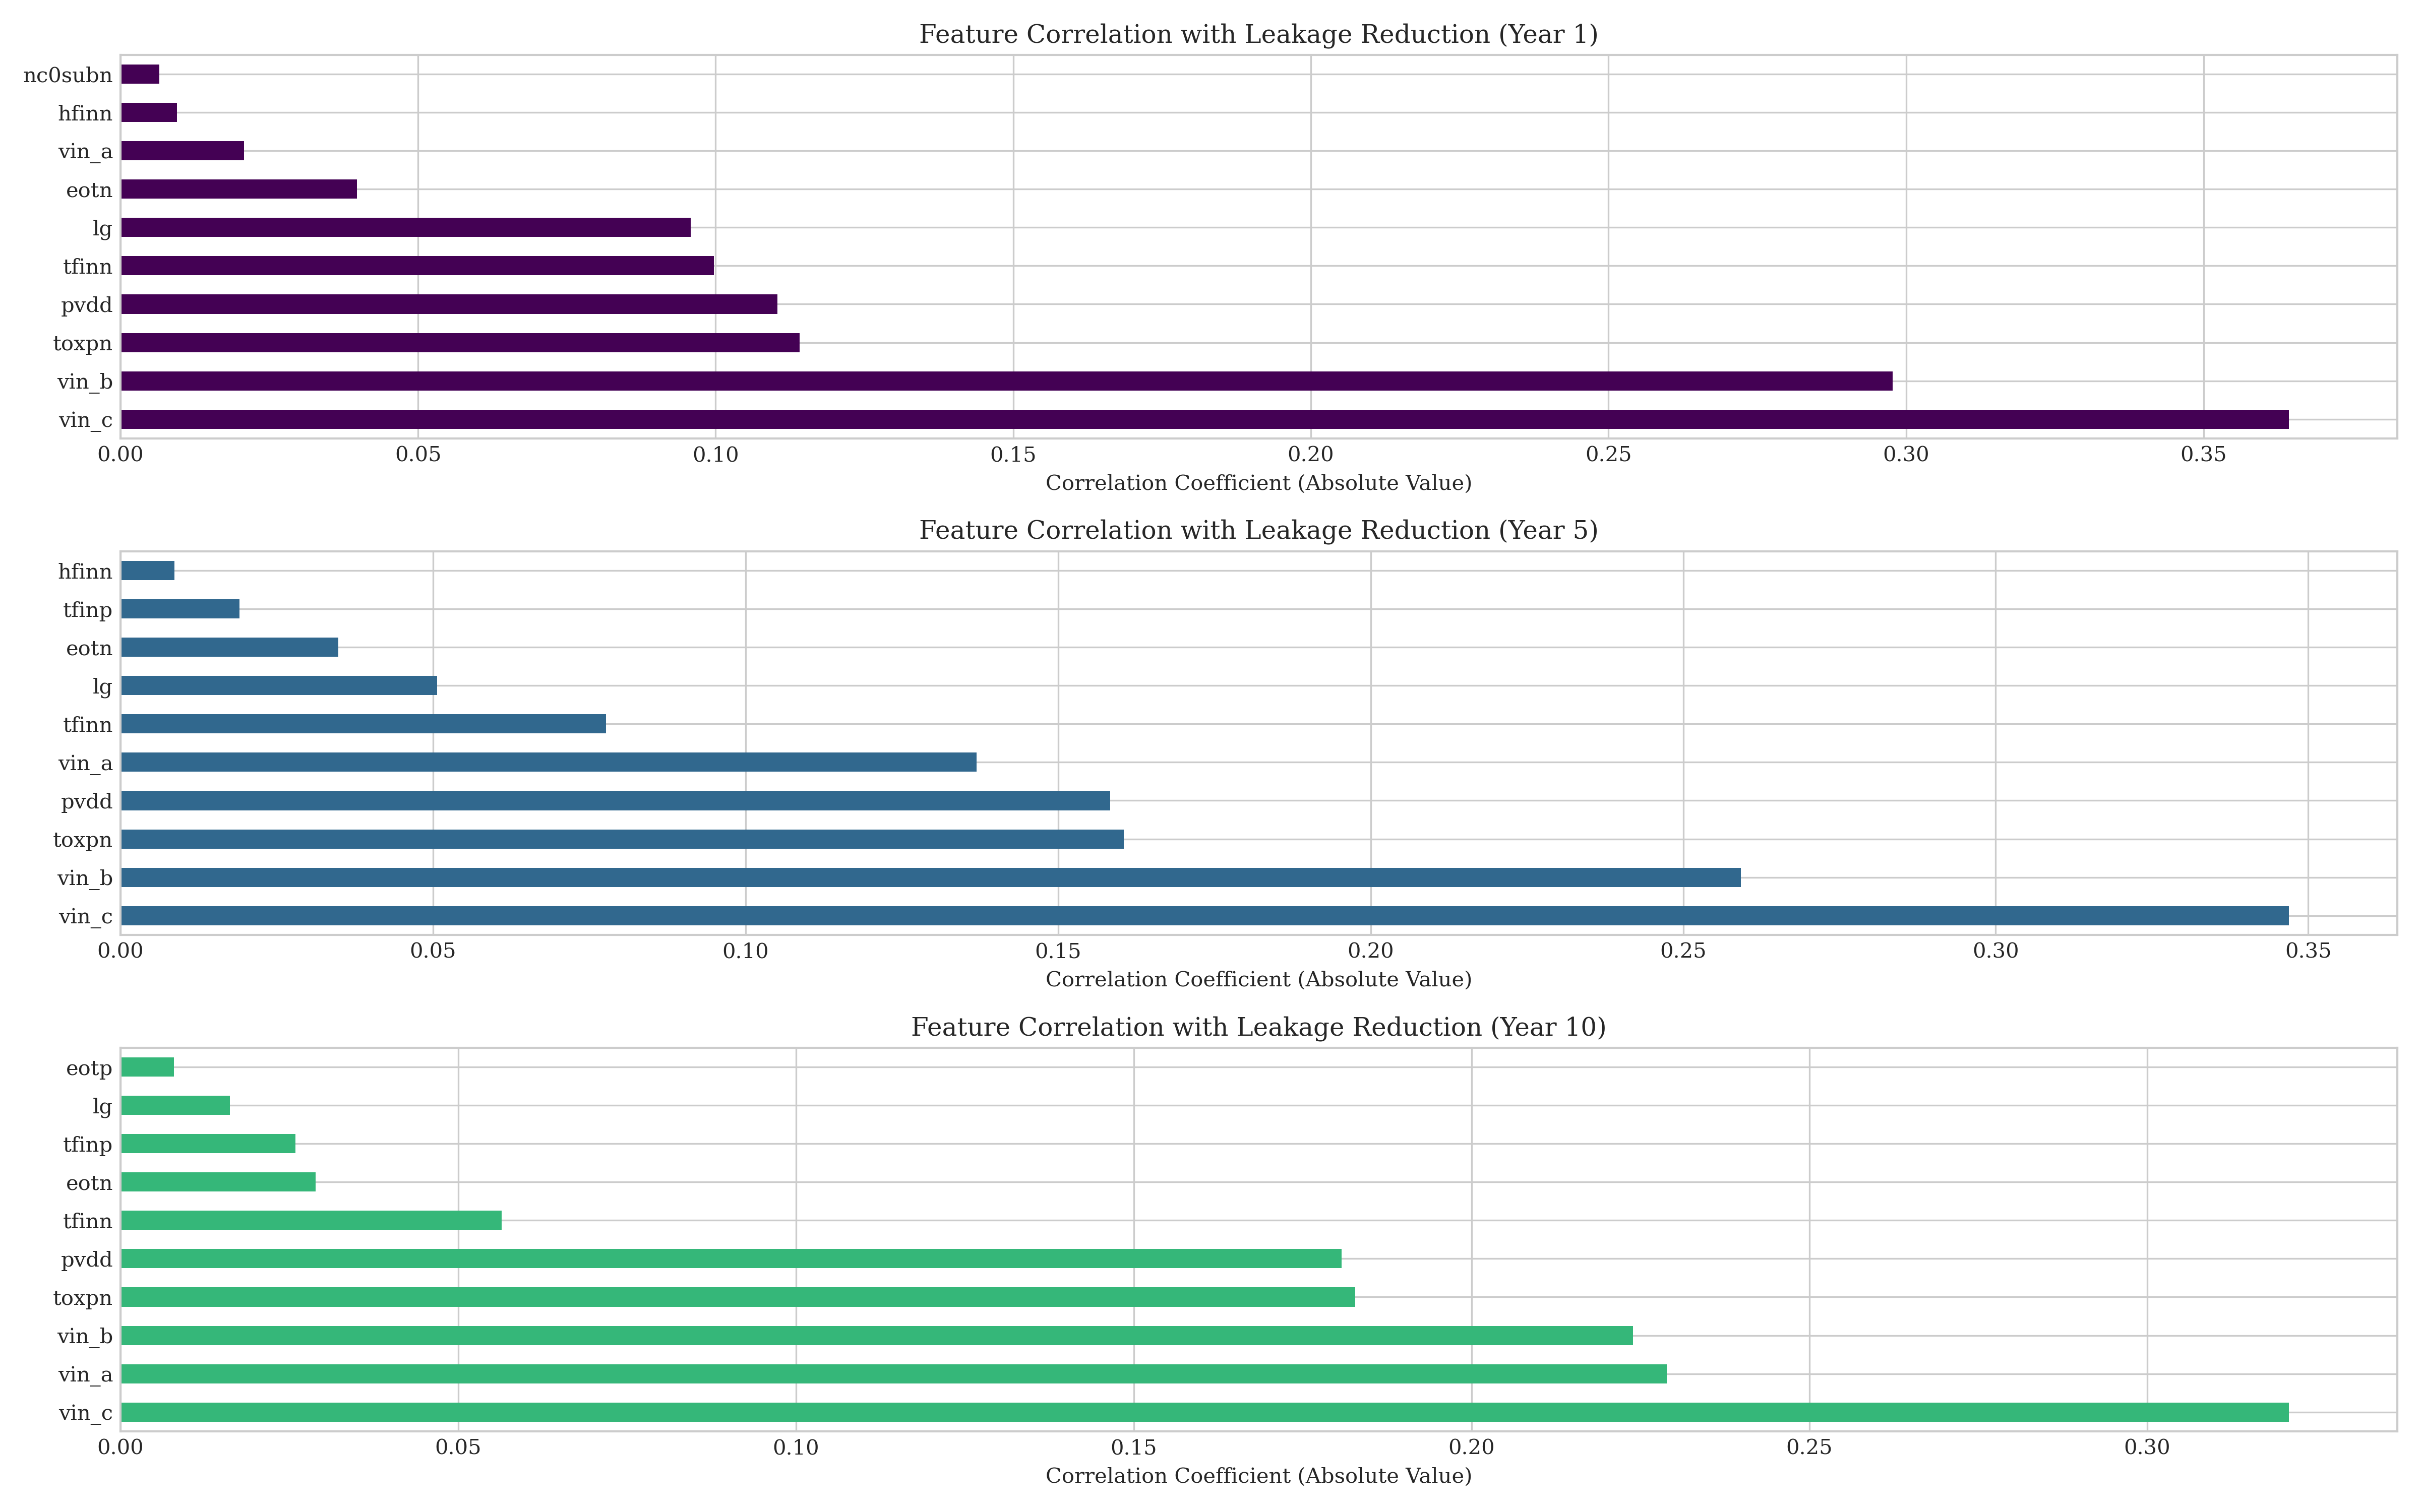 Feature Correlation with Leakage Reduction (Year 1)
nc0subn
hfinn
vin_a
eotn
lg
tfinn
pvdd
toxpn
vin_b
vin_c
0.00 0.05 0.10 0.15 0.20 0.25 0.30 0.35
Correlation Coefficient (Absolute Value)
Feature Correlation with Leakage Reduction (Year 5)
hfinn
tfinp
eotn
lg
tfinn
vin_a
pvdd
toxpn
vin_b
vin_c
0.00 0.05 0.10 0.15 0.20 0.25 0.30 0.35
Correlation Coefficient (Absolute Value)
Feature Correlation with Leakage Reduction (Year 10)
eotp
lg
tfinp
eotn
tfinn
pvdd
toxpn
vin_b
vin_a
vin_c
0.00 0.05 0.10 0.15 0.20 0.25 0.30
Correlation Coefficient (Absolute Value)